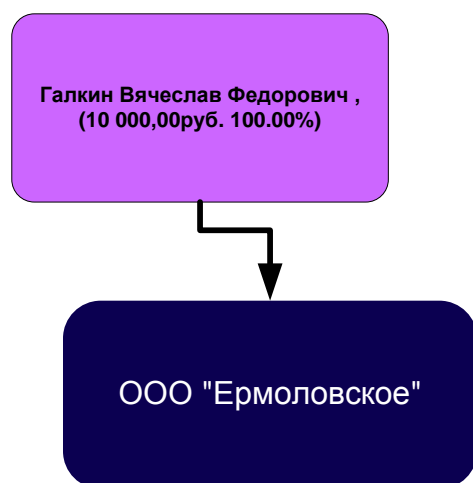 Галкин Вячеслав Федорович ,
(10 000,00руб. 100.00%)
ООО "Ермоловское"